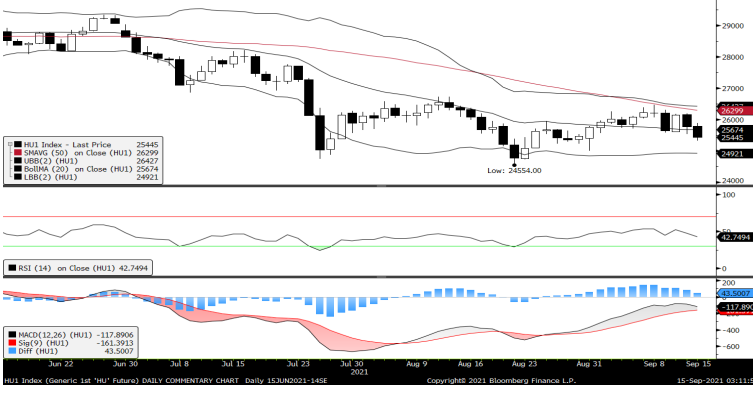 29000
28000
27000
26427
26299
26000
25674
25445
24921
24000
HU1 Index - Last Price 25445
SMAVG (50) on Close (HU1) 26299
UBB(2) (HU1) 26427
BollMA (20) on Close (HU1) 25674
LBB(2) (HU1) 24921
Low: 24554.00
100
42.7494
0
RSI (14) on Close (HU1) 42.7494
200
43.5007
-117.890
-400
-600
MACD(12,26) (HU1) -117.8906
Sig(9) (HU1) -161.3913
Diff (HU1) 43.5007
Jun 22 Jun 30 Jul 8 Jul 15 Jul 22 Jul 30 Aug 9 Aug 16 Aug 23 Aug 31 Sep 8 Sep 15
2021
HU1 Index (Generic 1st 'HU' Future) DAILY COMMENTARY CHART Daily 15JUN2021-14SE Copyright© 2021 Bloomberg Finance L.P. 15-Sep-2021 03:11:5